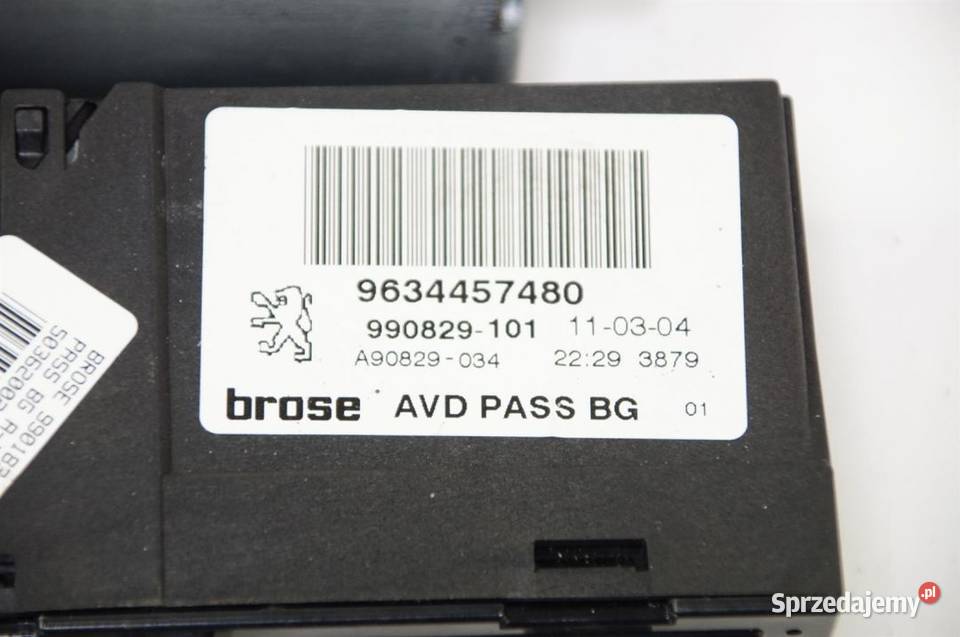 9634457480
990829-101 11-03-04
A90829-034 22:29 3879
brose AVD PASS BG 01
BROSE
PASS BG
Sprzedajemy.pl